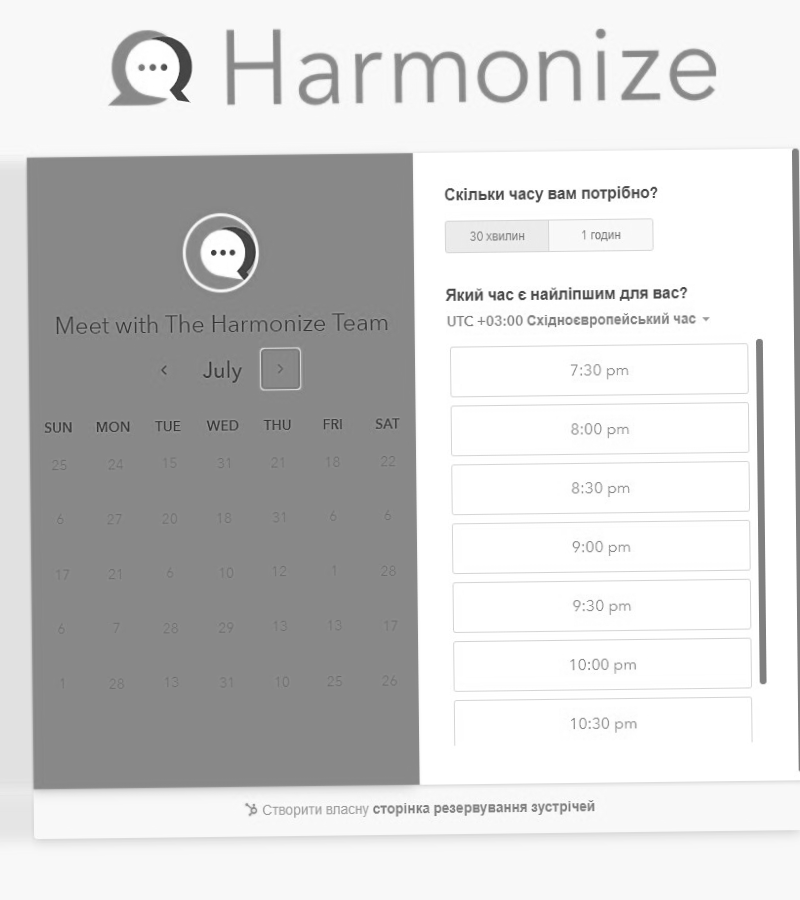 Harmonize
Meet with The Harmonize Team
July
SUN MON TUE WED THU FRI SAT
25 24 15 31 21 18 22
6 27 20 18 31 6 6
17 21 6 10 12 1 28
6 7 28 29 13 13 17
1 28 13 31 10 25 26
Скільки часу вам потрібно?
30 хвилин 1 годин
Який час є найліпшим для вас?
UTC +03:00 Східноєвропейський час
7:30 pm
8:00 pm
8:30 pm
9:00 pm
9:30 pm
10:00 pm
10:30 pm
Створити власну сторінка резервування зустрічей